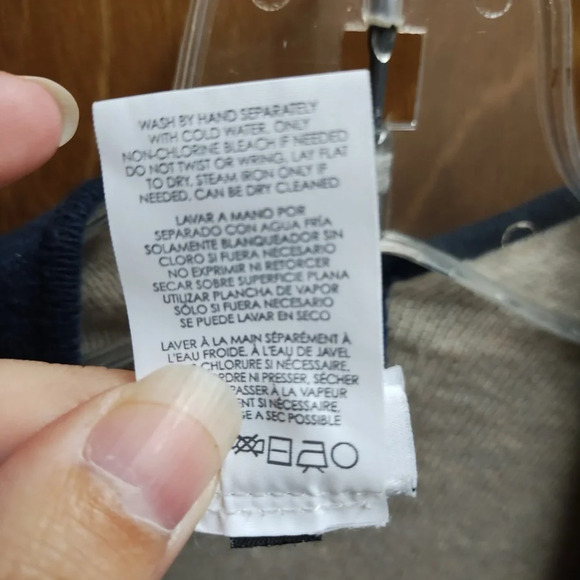 WASH BY HAND SEPARATELY
WITH COLD WATER, ONLY
NON-CHLORINE BLEACH IF NEEDED
DO NOT TWIST OR WRING, LAY FLAT
TO DRY, STEAM IRON ONLY IF
NEEDED, CAN BE DRY CLEANED
LAVAR A MANO POR
SEPARADO CON AGUA FRÍA
SOLAMENTE BLANQUEADOR SIN
CLORO SI FUERA NECESARIO
NO EXPRIMIR NI RETORCER
SECAR SOBRE SUPERFICIE PLANA
UTILIZAR PLANCHA DE VAPOR
SÓLO SI FUERA NECESARIO
SE PUEDE LAVAR EN SECO
LAVER À LA MAIN SÉPARÉMENT À
L'EAU FROIDE, À L'EAU DE JAVEL
CHLORURE SI NÉCESSAIRE,
NI PRESSER, SÉCHER
À LA VAPEUR
SI NÉCESSAIRE,
A SEC POSSIBLE